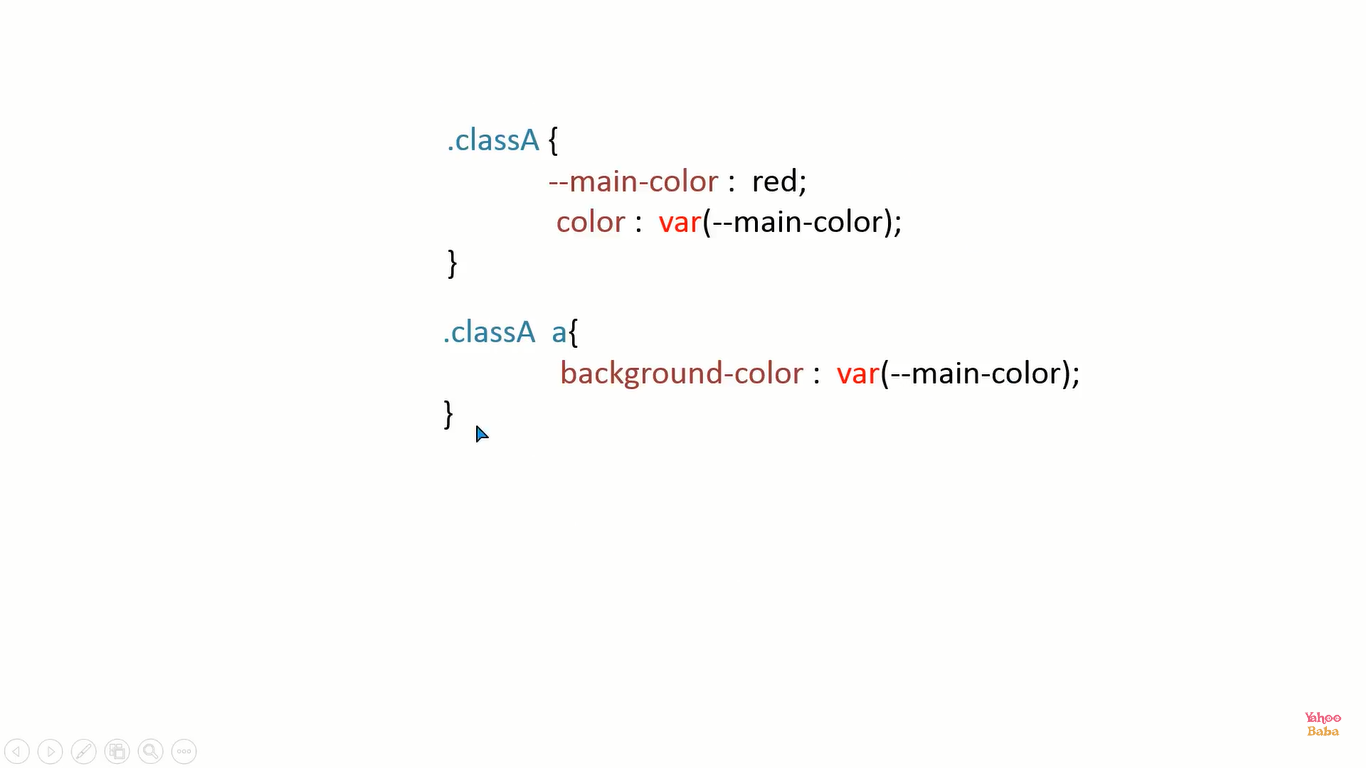 .classA {
--main-color : red;
color : var(--main-color);
}
.classA a{
background-color : var(--main-color);
}
Yahoo
Baba